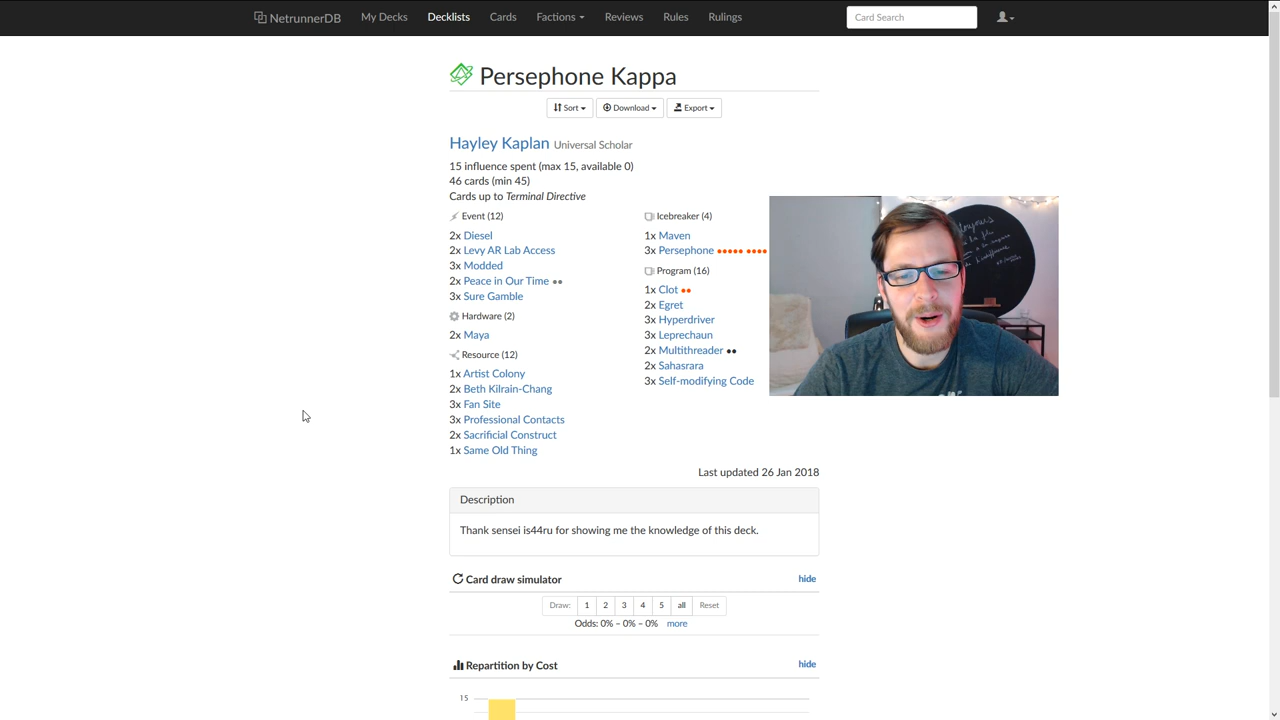 NetrunnerDB My Decks Decklists Cards Factions Reviews Rules Rulings Card Search
Persephone Kappa
Sort Download Export
Hayley Kaplan Universal Scholar
15 influence spent (max 15, available 0)
46 cards (min 45)
Cards up to Terminal Directive
Event (12)
2x Diesel
2x Levy AR Lab Access
3x Modded
2x Peace in Our Time ●●
3x Sure Gamble
Hardware (2)
2x Maya
Resource (12)
1x Artist Colony
2x Beth Kilrain-Chang
3x Fan Site
3x Professional Contacts
2x Sacrificial Construct
1x Same Old Thing
Icebreaker (4)
1x Maven
3x Persephone ●●●●● ●●●●
Program (16)
1x Clot ●●
2x Egret
3x Hyperdriver
3x Leprechaun
2x Multithreader ●●
2x Sahasrara
3x Self-modifying Code
toujours
Last updated 26 Jan 2018
Description
Thank sensei is44ru for showing me the knowledge of this deck.
Card draw simulator hide
Draw: 1 2 3 4 5 all Reset
Odds: 0% – 0% – 0% more
Repartition by Cost hide
15